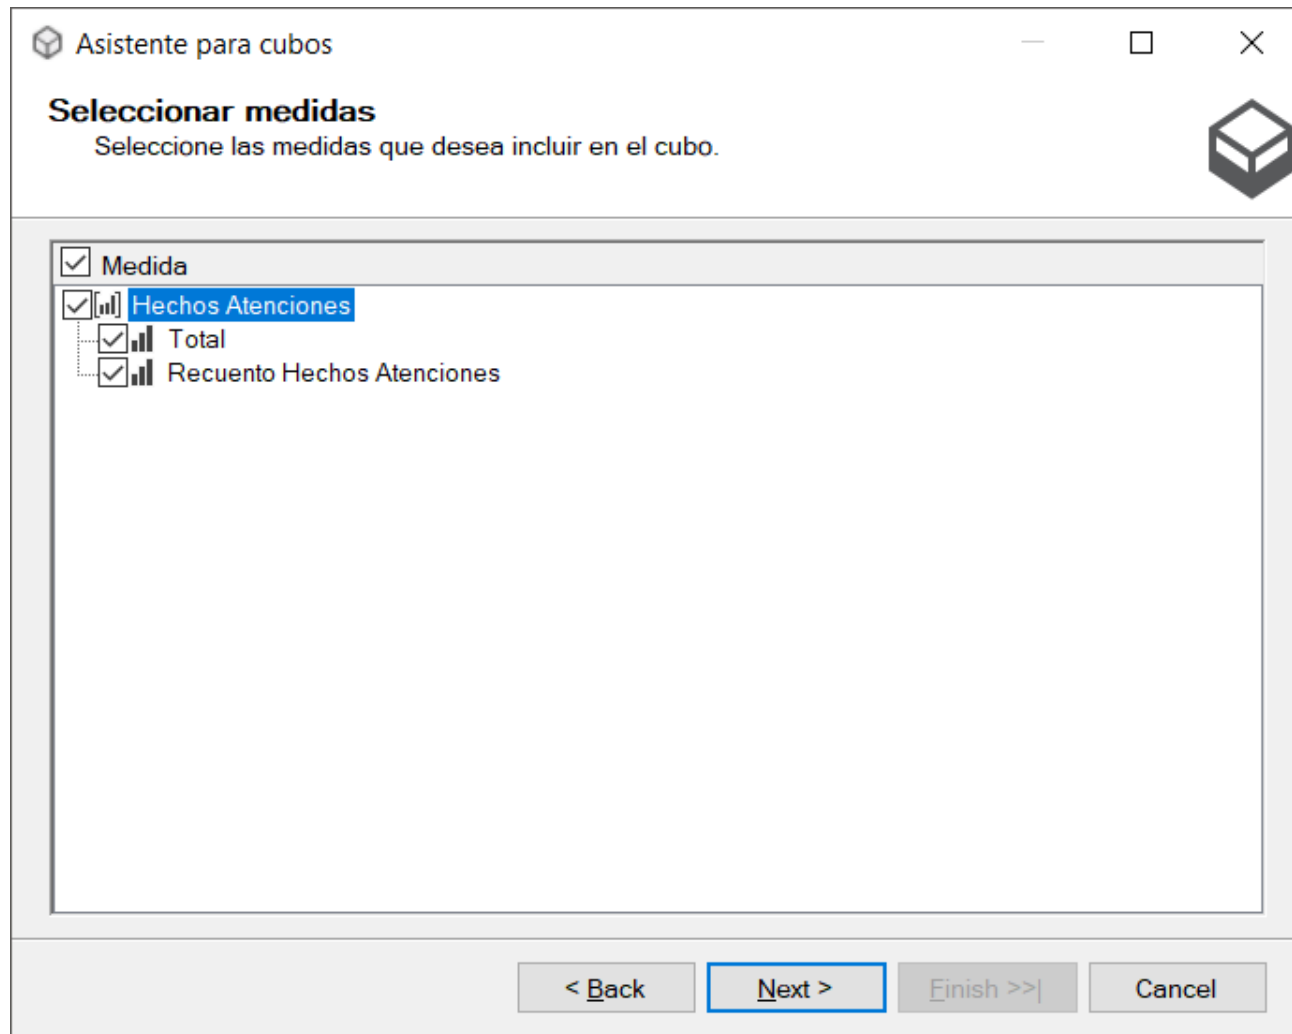 Asistente para cubos
Seleccionar medidas
Seleccione las medidas que desea incluir en el cubo.
Medida
Hechos Atenciones
Total
Recuento Hechos Atenciones
< Back Next > Finish >>| Cancel